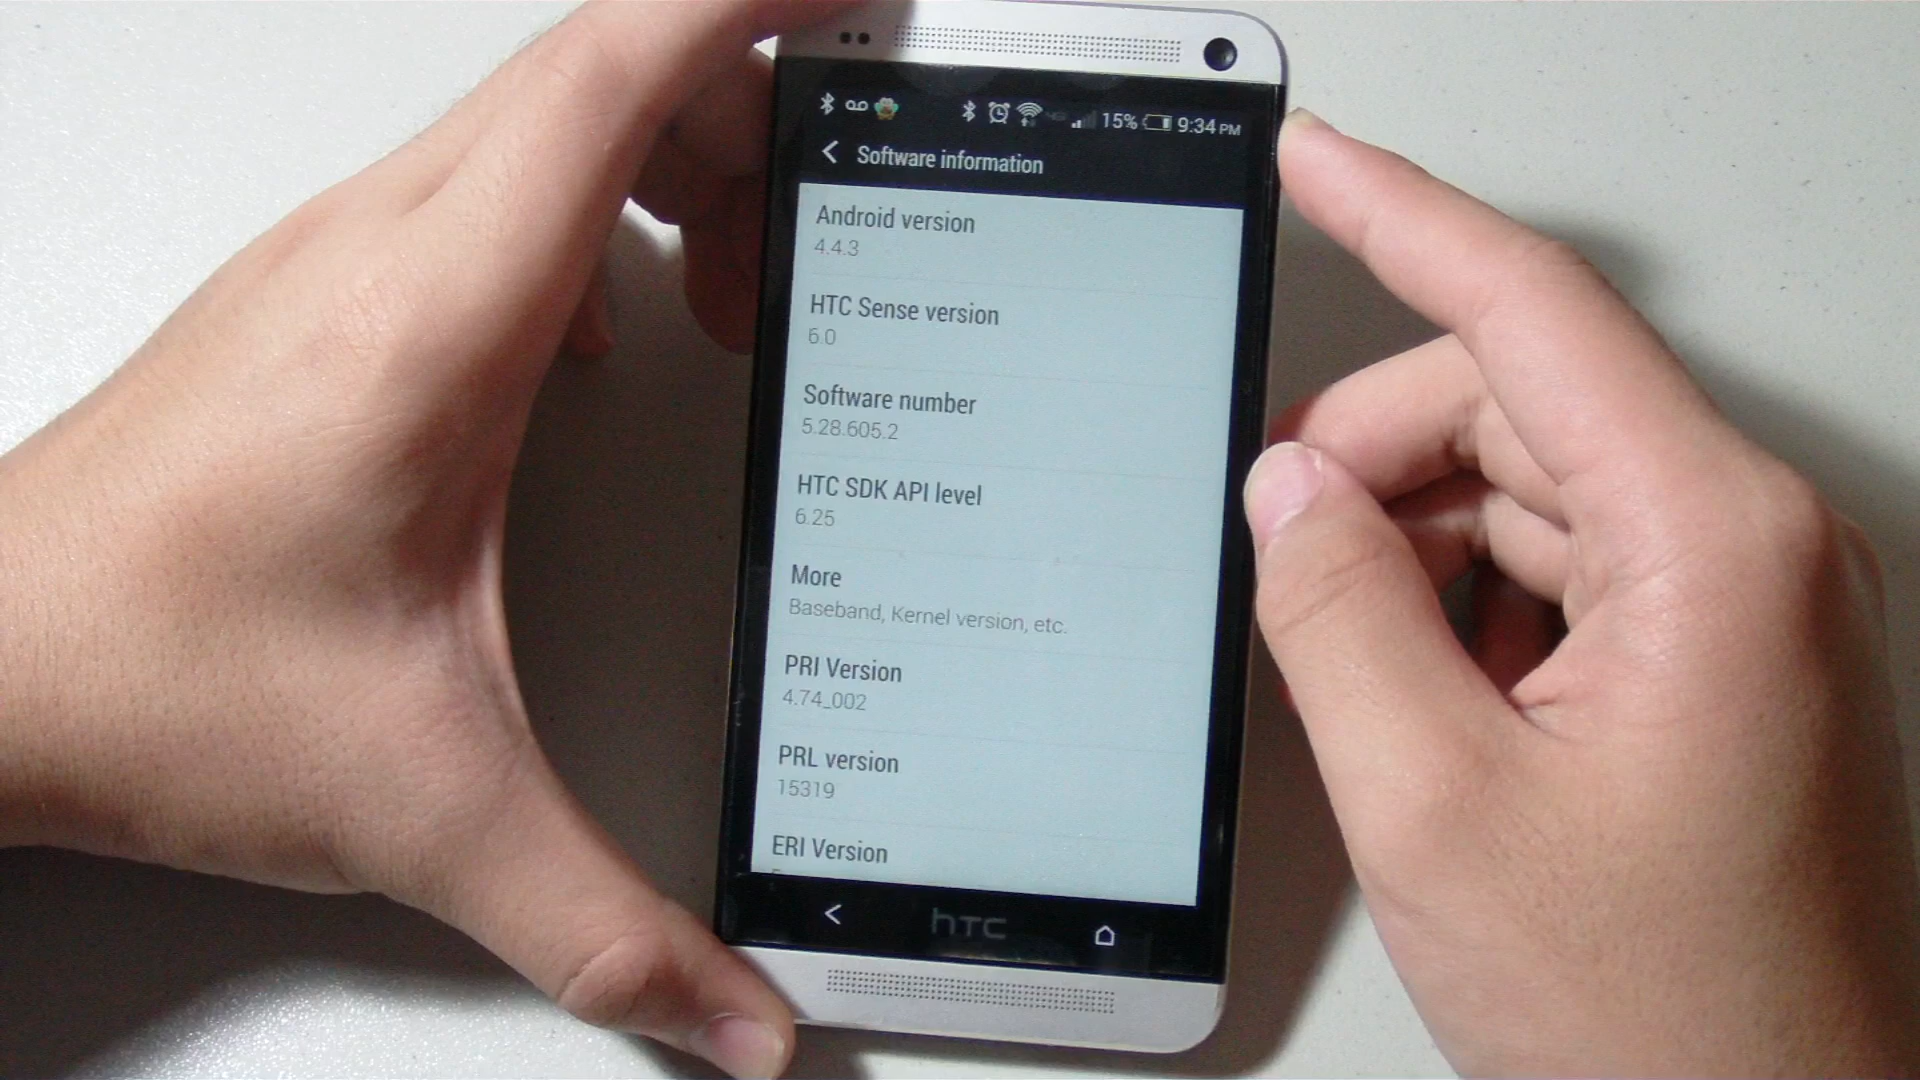 15% 9:34 PM
Software information
Android version
4.4.3
HTC Sense version
6.0
Software number
5.28.605.2
HTC SDK API level
6.25
More
Baseband, Kernel version, etc.
PRI Version
4.74_002
PRL version
15319
ERI Version
hTC